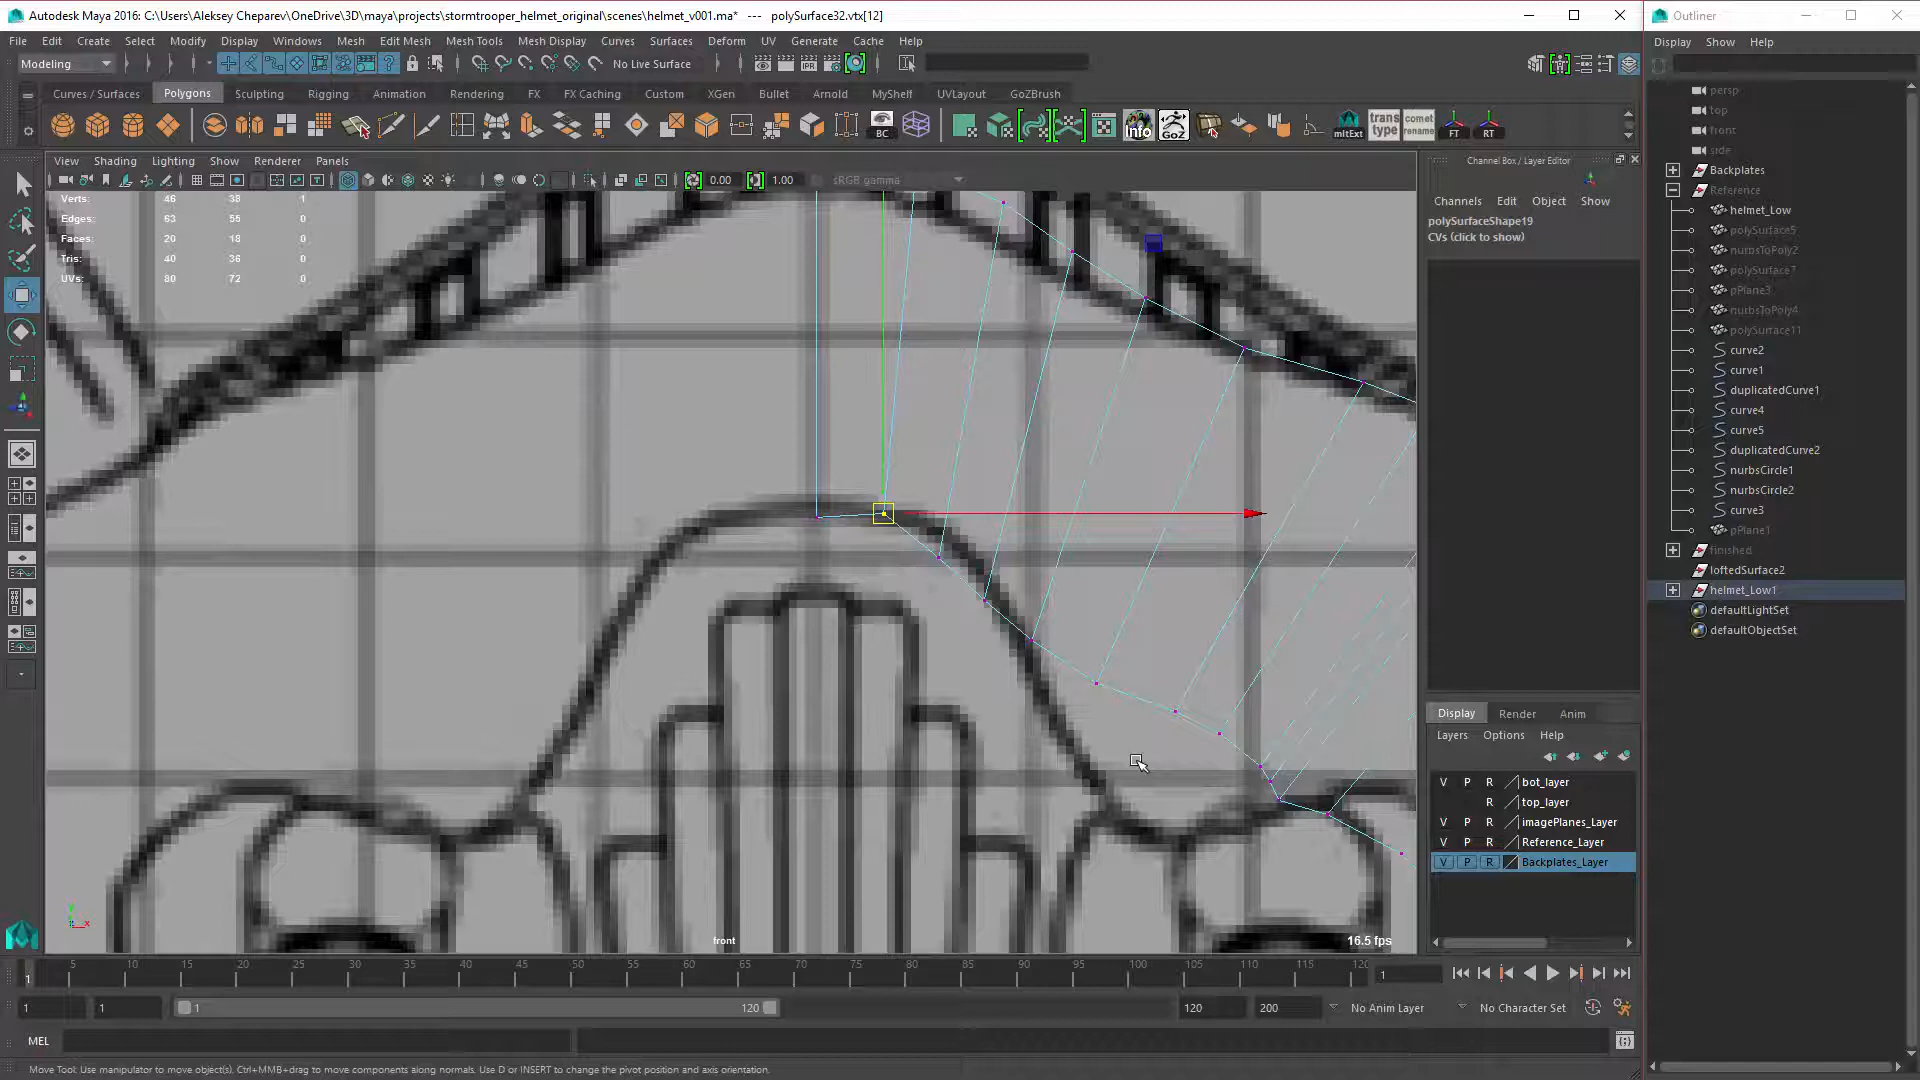 Autodesk Maya 2016: C:\Users\Aleksey Cheparev\OneDrive\3D\maya\projects\stormtrooper_helmet_original\scenes\helmet_v001.ma* --- polySurface32.vtx[12]
File Edit Create Select Modify Display Windows Mesh Edit Mesh Mesh Tools Mesh Display Curves Surfaces Deform UV Generate Cache Help
Modeling No Live Surface
Curves / Surfaces Polygons Sculpting Rigging Animation Rendering FX FX Caching Custom XGen Bullet Arnold MyShelf UVLayout GoZBrush
BC Info GoZ mltExt trans type comet rename FT RT
View Shading Lighting Show Renderer Panels
0.00 1.00 sRGB gamma
Verts: 46 38 1
Edges: 63 55 0
Faces: 20 18 0
Tris: 40 36 0
UVs: 80 72 0
front
16.5 fps
Channel Box / Layer Editor
Channels Edit Object Show
polySurfaceShape19
CVs (click to show)
Display Render Anim
Layers Options Help
V P R bot_layer
R top_layer
V P R imagePlanes_Layer
V P R Reference_Layer
V P R Backplates_Layer
Outliner
Display Show Help
persp
top
front
side
Backplates
Reference
helmet_Low
polySurface5
nurbsToPoly2
polySurface7
pPlane3
nurbsToPoly4
polySurface11
curve2
curve1
duplicatedCurve1
curve4
curve5
duplicatedCurve2
nurbsCircle1
nurbsCircle2
curve3
pPlane1
finished
loftedSurface2
helmet_Low1
defaultLightSet
defaultObjectSet
1 5 10 15 20 25 30 35 40 45 50 55 60 65 70 75 80 85 90 95 100 105 110 115 120 1
1 1 1 120 120 200 No Anim Layer No Character Set
MEL
Move Tool: Use manipulator to move object(s). Ctrl+MMB+drag to move components along normals. Use D or INSERT to change the pivot position and axis orientation.